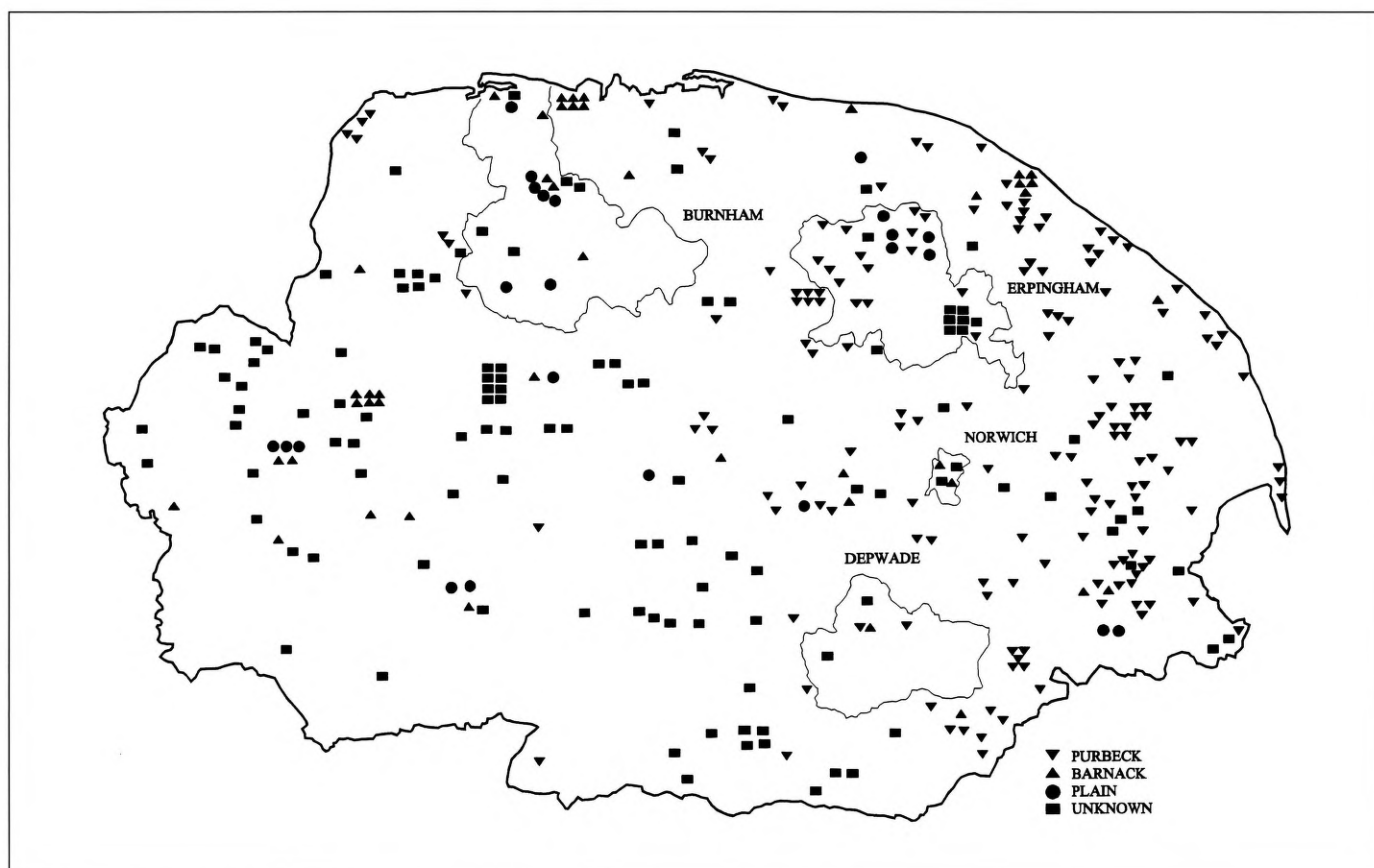 BURNHAM
ERPINGHAM
NORWICH
DEPWADE
PURBECK
BARNACK
PLAIN
UNKNOWN